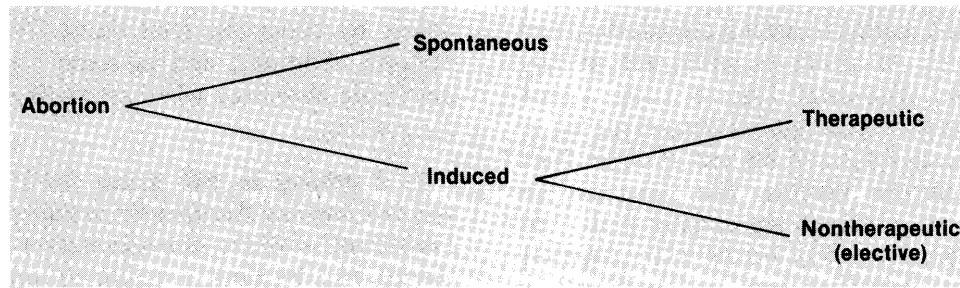 Spontaneous
Abortion
Therapeutic
Induced
Nontherapeutic
(elective)